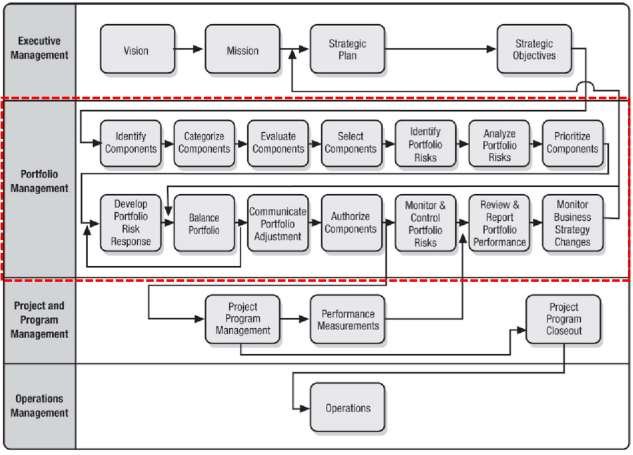 Executive
Management
Vision
Mission
Strategic
Plan
Strategic
Objectives
Portfolio
Management
Identify
Components
Categorize
Components
Evaluate
Components
Select
Components
Identify
Portfolio
Risks
Analyze
Portfolio
Risks
Prioritize
Components
Develop
Portfolio
Risk
Response
Balance
Portfolio
Communicate
Portfolio
Adjustment
Authorize
Components
Monitor &
Control
Portfolio
Risks
Review &
Report
Portfolio
Performance
Monitor
Business
Strategy
Changes
Project and
Program
Management
Project
Program
Management
Performance
Measurements
Project
Program
Closeout
Operations
Management
Operations